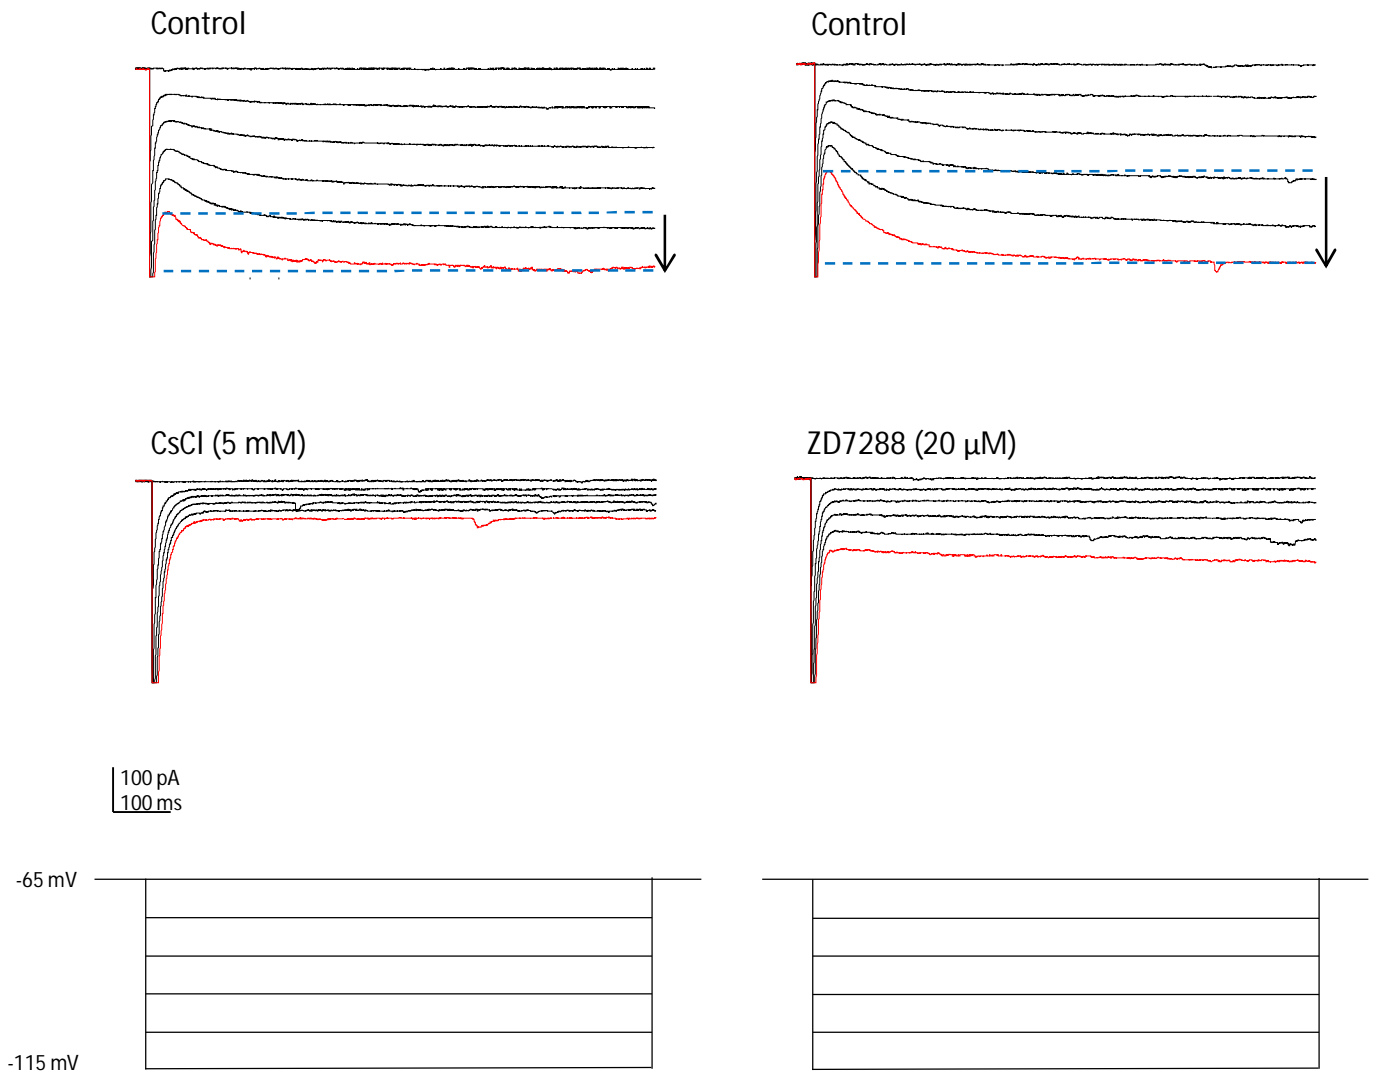 Control
Control
CsCl (5 mM)
ZD7288 (20 μM)
100 pA
100 ms
-65 mV
-115 mV